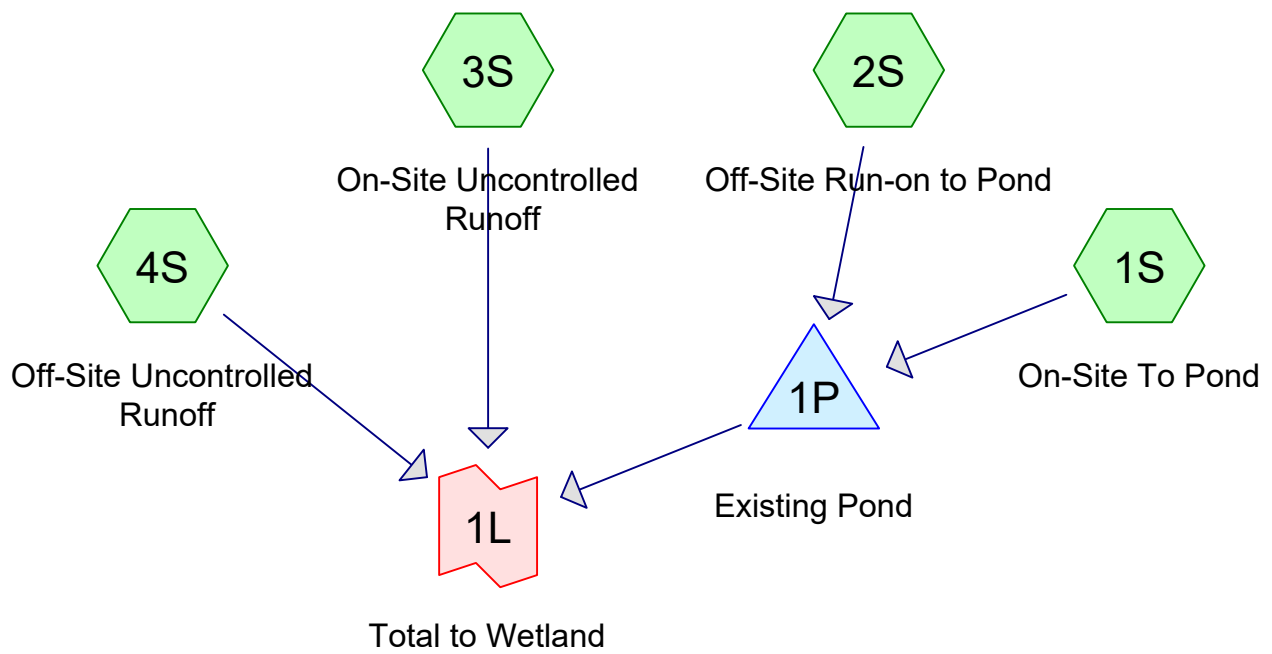 3S
On-Site Uncontrolled
Runoff
2S
Off-Site Run-on to Pond
4S
Off-Site Uncontrolled
Runoff
1S
On-Site To Pond
1P
Existing Pond
1L
Total to Wetland